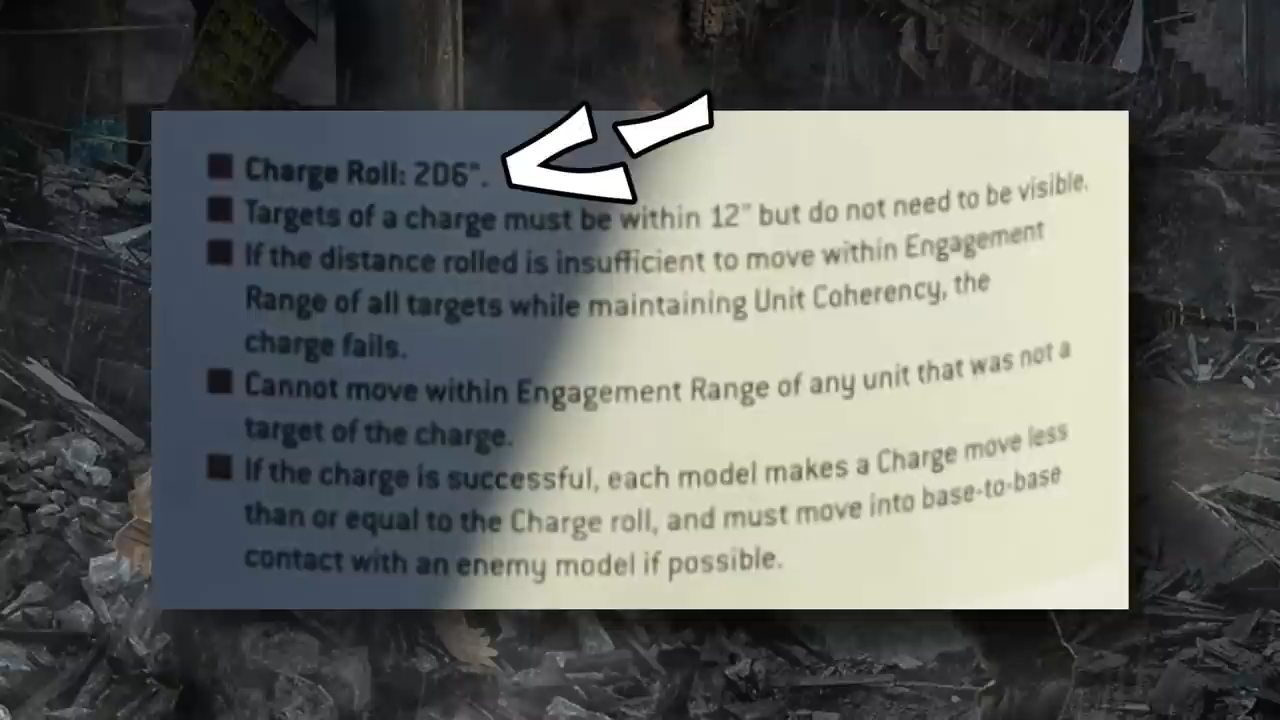 Charge Roll: 2D6".
Targets of a charge must be within 12" but do not need to be visible.
If the distance rolled is insufficient to move within Engagement
Range of all targets while maintaining Unit Coherency, the
charge fails.
Cannot move within Engagement Range of any unit that was not a
target of the charge.
If the charge is successful, each model makes a Charge move less
than or equal to the Charge roll, and must move into base-to-base
contact with an enemy model if possible.